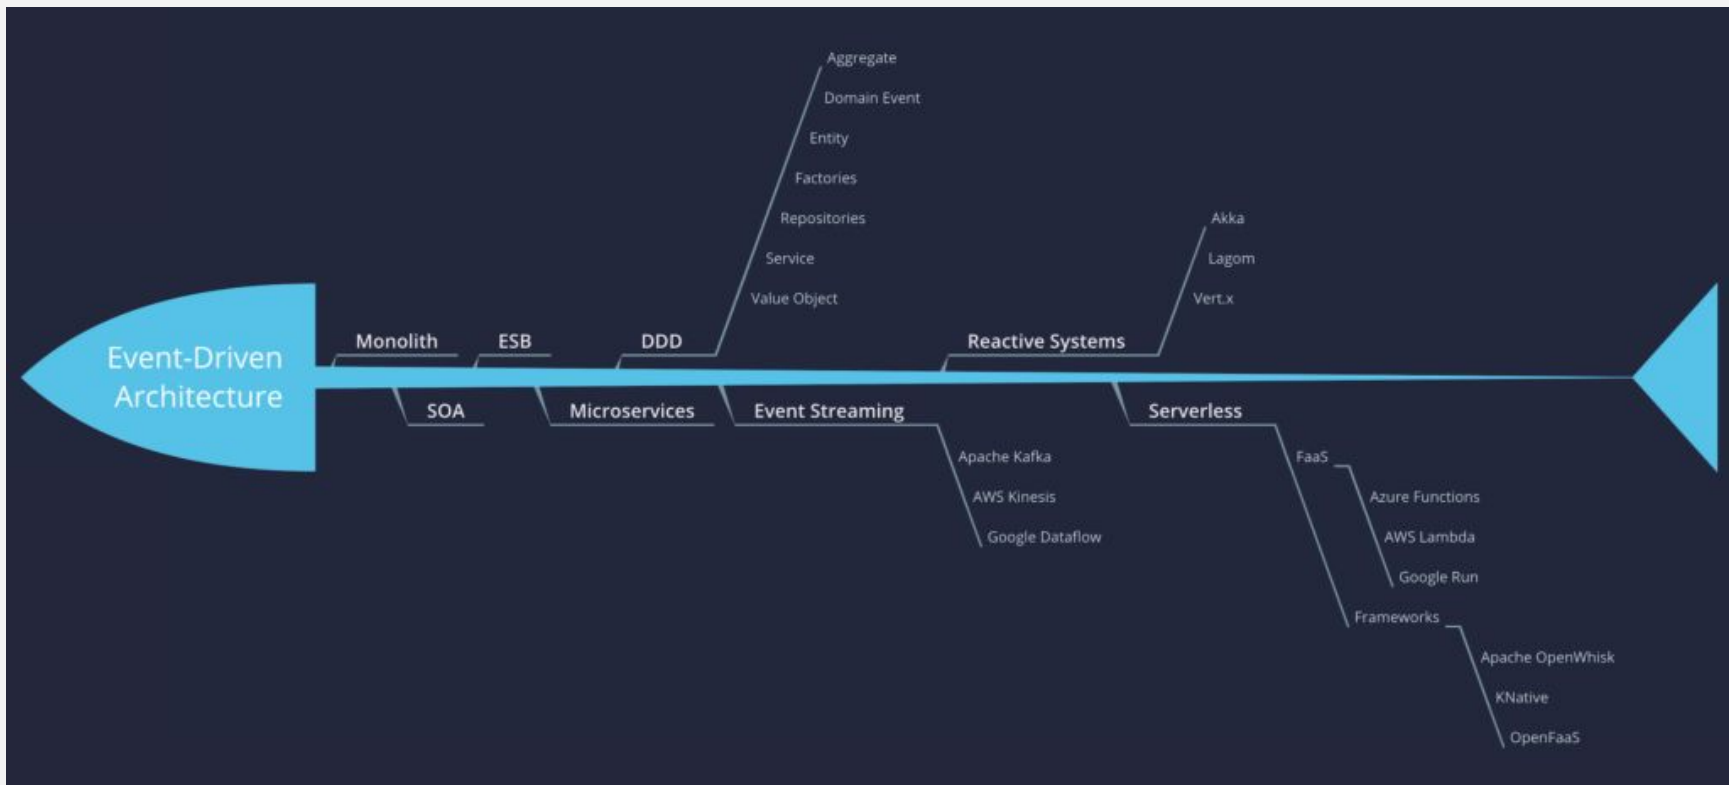 Event-Driven
Architecture
Monolith
SOA
ESB
Microservices
DDD
Aggregate
Domain Event
Entity
Factories
Repositories
Service
Value Object
Event Streaming
Apache Kafka
AWS Kinesis
Google Dataflow
Reactive Systems
Akka
Lagom
Vert.x
Serverless
FaaS
Azure Functions
AWS Lambda
Google Run
Frameworks
Apache OpenWhisk
KNative
OpenFaaS